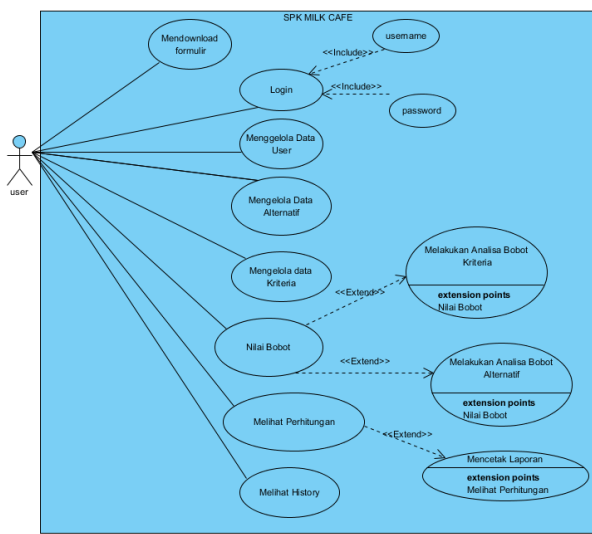 SPK MILK CAFE
Mendownload
formulir
username
<<Include>>
Login
<<Include>>
password
Menggelola Data
User
user
Mengelola Data
Alternatif
Melakukan Analisa Bobot
Kriteria
extension points
Nilai Bobot
Mengelola data
Kriteria
<<Extend>>
Nilai Bobot
<<Extend>>
Melakukan Analisa Bobot
Alternatif
extension points
Nilai Bobot
Melihat Perhitungan
<<Extend>>
Mencetak Laporan
extension points
Melihat Perhitungan
Melihat History